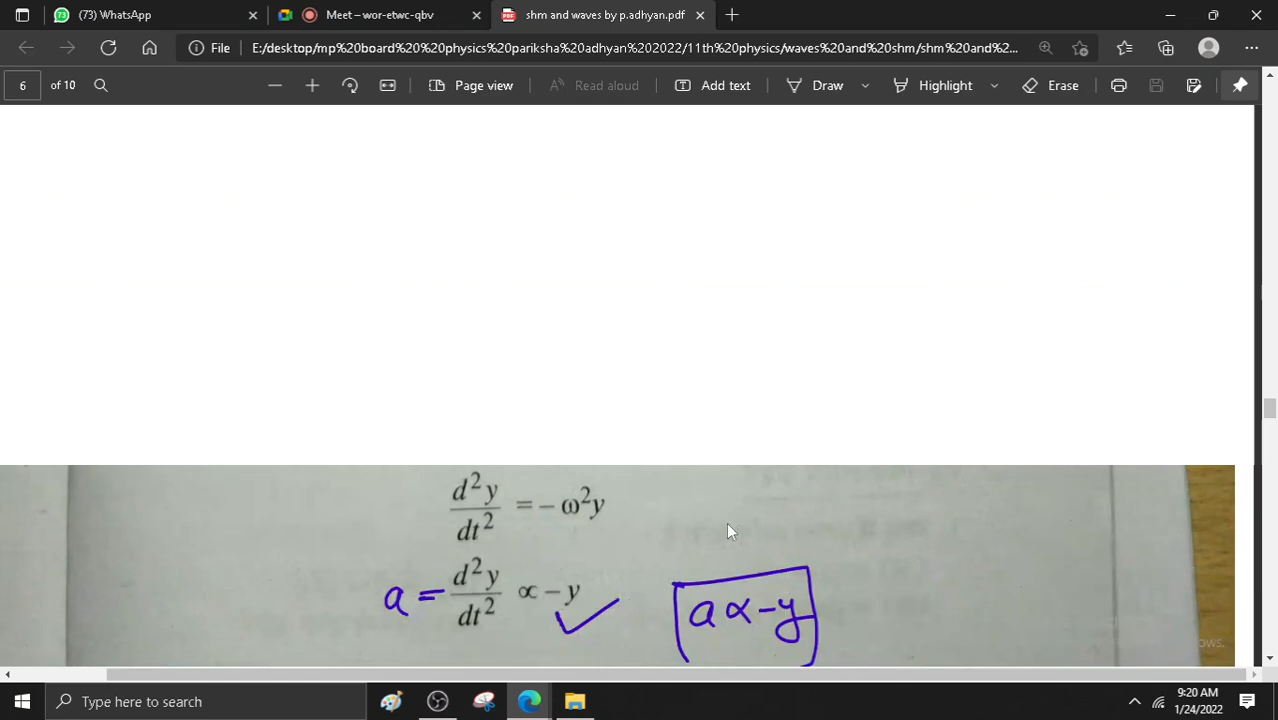 (73) WhatsApp
Meet – wor-etwc-qbv
shm and waves by p.adhyan.pdf
File
E:/desktop/mp%20board%20%20physics%20pariksha%20adhyan%202022/11th%20physics/waves%20and%20shm/shm%20and%2...
6 of 10
Page view
Read aloud
Add text
Draw
Highlight
Erase
d²y/dt² = – ω²y
a = d²y/dt² ∝ – y
a ∝ – y
Type here to search
9:20 AM
1/24/2022